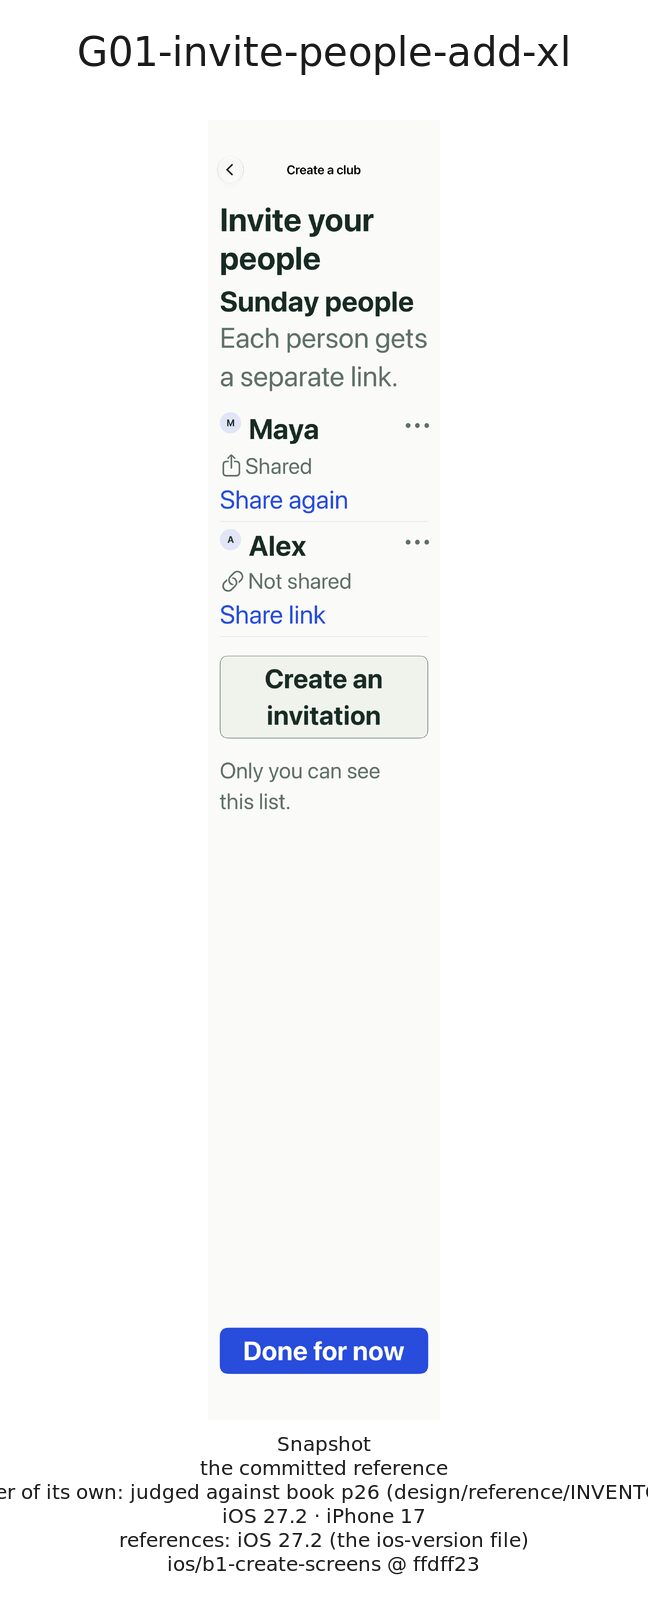 G01-invite-people-add-xl
Create a club
Invite your
people
Sunday people
Each person gets
a separate link.
M Maya
Shared
Share again
A Alex
Not shared
Share link
Create an
invitation
Only you can see
this list.
Done for now
Snapshot
the committed reference
er of its own: judged against book p26 (design/reference/INVENT
iOS 27.2 · iPhone 17
references: iOS 27.2 (the ios-version file)
ios/b1-create-screens @ ffdff23